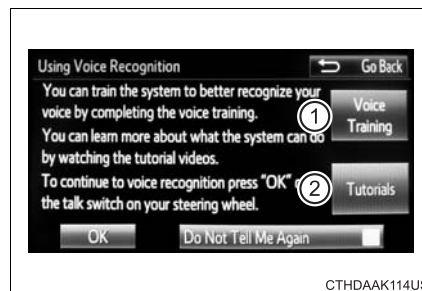 Using Voice Recognition
Go Back
You can train the system to better recognize your
voice by completing the voice training.
1
Voice
Training
You can learn more about what the system can do
by watching the tutorial videos.
To continue to voice recognition press "OK"
2
Tutorials
the talk switch on your steering wheel.
OK
Do Not Tell Me Again
CTHDAAK114US